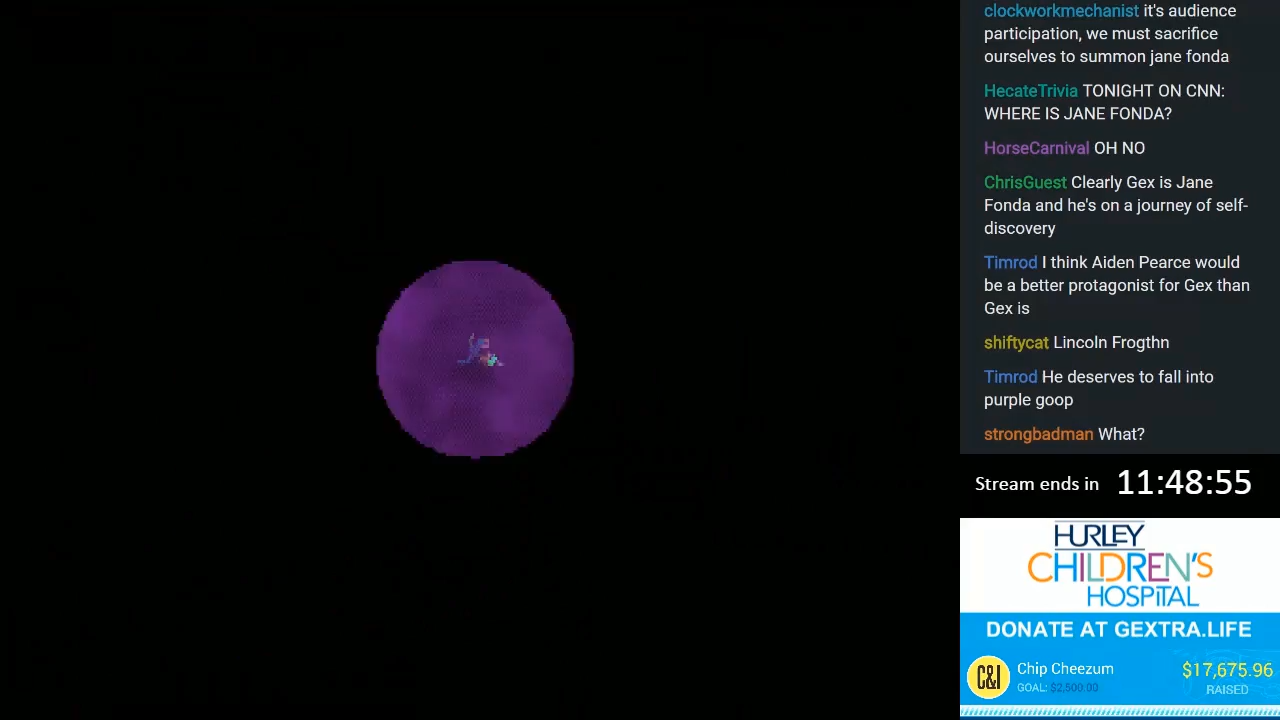 clockworkmechanist it's audience
participation, we must sacrifice
ourselves to summon jane fonda
HecateTrivia TONIGHT ON CNN:
WHERE IS JANE FONDA?
HorseCarnival OH NO
ChrisGuest Clearly Gex is Jane
Fonda and he's on a journey of self-
discovery
Timrod I think Aiden Pearce would
be a better protagonist for Gex than
Gex is
shiftycat Lincoln Frogthn
Timrod He deserves to fall into
purple goop
strongbadman What?
Stream ends in 11:48:55
HURLEY
CHILDREN'S
HOSPITAL
DONATE AT GEXTRA.LIFE
C&I
Chip Cheezum
GOAL: $2,500.00
$17,675.96
RAISED